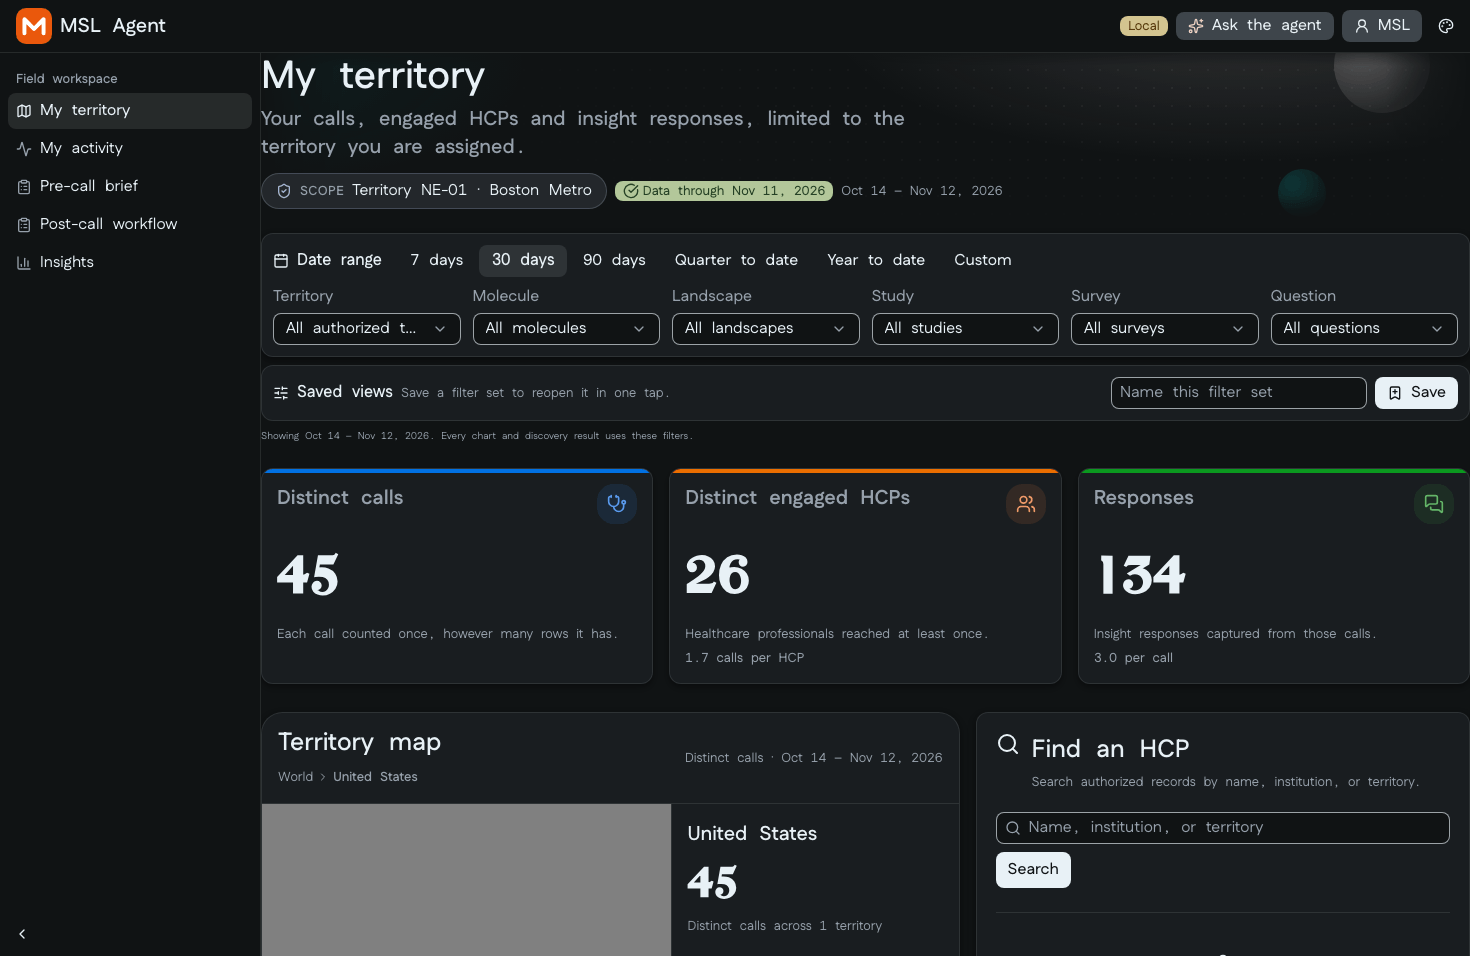 MSL Agent
Local
Ask the agent
MSL
Field workspace
My territory
My activity
Pre-call brief
Post-call workflow
Insights
My territory
Your calls, engaged HCPs and insight responses, limited to the
territory you are assigned.
SCOPE Territory NE-01 · Boston Metro
Data through Nov 11, 2026
Oct 14 – Nov 12, 2026
Date range
7 days
30 days
90 days
Quarter to date
Year to date
Custom
Territory
Molecule
Landscape
Study
Survey
Question
All authorized t…
All molecules
All landscapes
All studies
All surveys
All questions
Saved views Save a filter set to reopen it in one tap.
Name this filter set
Save
Showing Oct 14 – Nov 12, 2026. Every chart and discovery result uses these filters.
Distinct calls
45
Each call counted once, however many rows it has.
Distinct engaged HCPs
26
Healthcare professionals reached at least once.
1.7 calls per HCP
Responses
134
Insight responses captured from those calls.
3.0 per call
Territory map
World › United States
Distinct calls · Oct 14 – Nov 12, 2026
United States
45
Distinct calls across 1 territory
Find an HCP
Search authorized records by name, institution, or territory.
Name, institution, or territory
Search